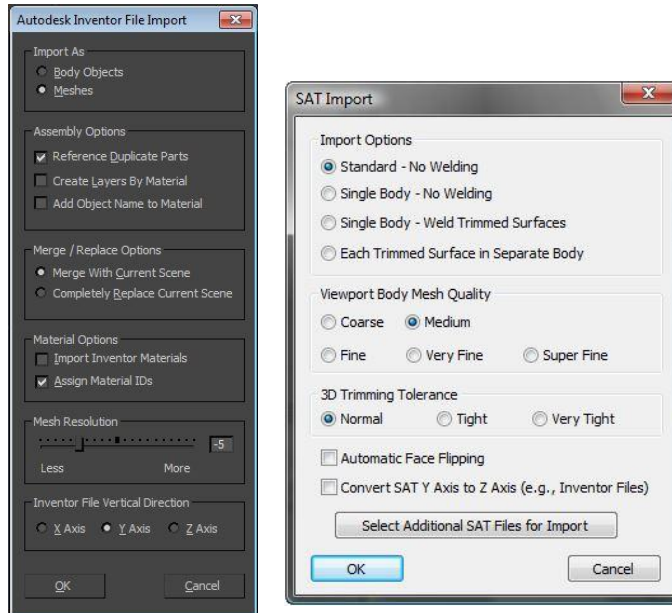 Autodesk Inventor File Import
Import As
Body Objects
Meshes
Assembly Options
Reference Duplicate Parts
Create Layers By Material
Add Object Name to Material
Merge / Replace Options
Merge With Current Scene
Completely Replace Current Scene
Material Options
Import Inventor Materials
Assign Material IDs
Mesh Resolution
-5
Less More
Inventor File Vertical Direction
X Axis Y Axis Z Axis
OK Cancel
SAT Import
Import Options
Standard - No Welding
Single Body - No Welding
Single Body - Weld Trimmed Surfaces
Each Trimmed Surface in Separate Body
Viewport Body Mesh Quality
Coarse Medium
Fine Very Fine Super Fine
3D Trimming Tolerance
Normal Tight Very Tight
Automatic Face Flipping
Convert SAT Y Axis to Z Axis (e.g., Inventor Files)
Select Additional SAT Files for Import
OK Cancel